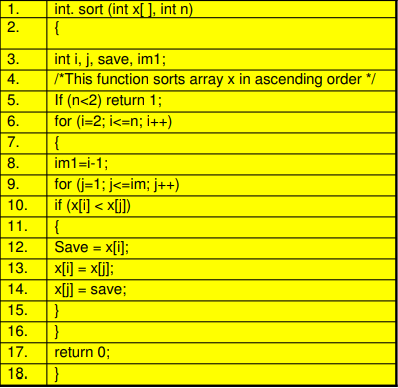 1. int. sort (int x[ ], int n)
2. {
3. int i, j, save, im1;
4. /*This function sorts array x in ascending order */
5. If (n<2) return 1;
6. for (i=2; i<=n; i++)
7. {
8. im1=i-1;
9. for (j=1; j<=im; j++)
10. if (x[i] < x[j])
11. {
12. Save = x[i];
13. x[i] = x[j];
14. x[j] = save;
15. }
16. }
17. return 0;
18. }